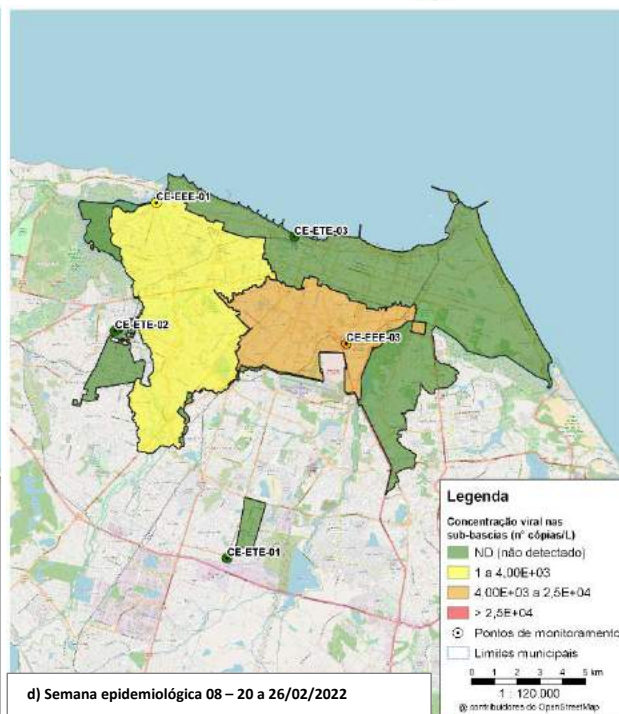 CE-EEE-01
CE-ETE-03
CE-ETE-02
CE-EEE-03
CE-ETE-01
Legenda
Concentração viral nas
sub-bascias (n° cópias/L)
ND (não detectado)
1 a 4,00E+03
4,00E+03 a 2,5E+04
> 2,5E+04
Pontos de monitoramento
Limites municipais
0 1 2 3 4 5 km
1 : 120.000
@ contribuidores do OpenStreetMap
d) Semana epidemiológica 08 – 20 a 26/02/2022